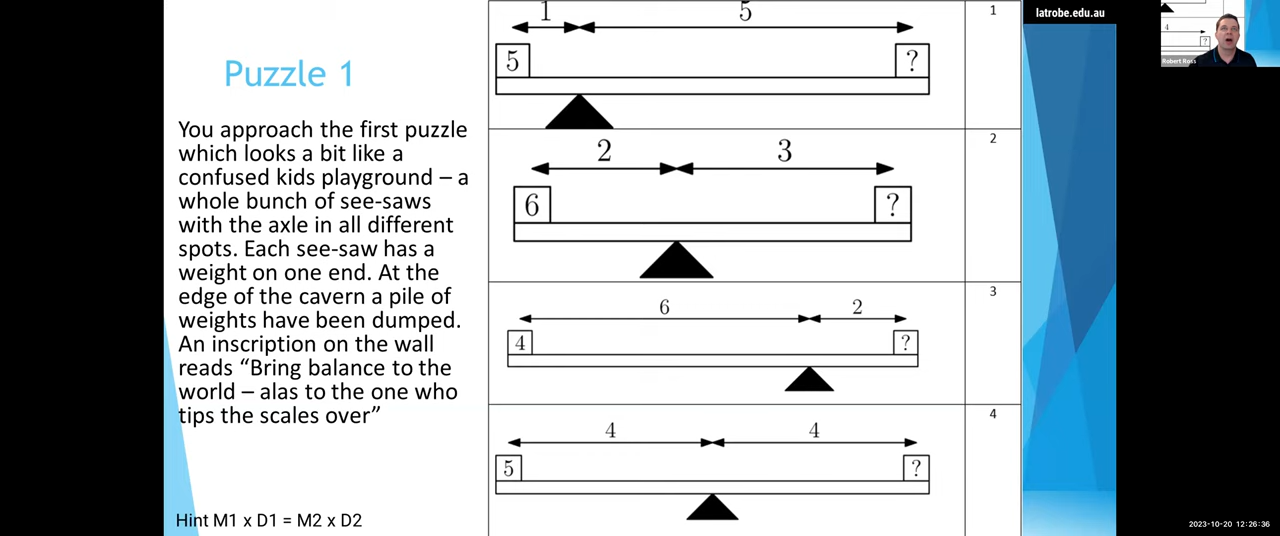 Puzzle 1
You approach the first puzzle
which looks a bit like a
confused kids playground – a
whole bunch of see-saws
with the axle in all different
spots. Each see-saw has a
weight on one end. At the
edge of the cavern a pile of
weights have been dumped.
An inscription on the wall
reads “Bring balance to the
world – alas to the one who
tips the scales over”
Hint M1 x D1 = M2 x D2
1 5
5 ?
1
2 3
6 ?
2
6 2
4 ?
3
4 4
5 ?
4
latrobe.edu.au
4
?
Robert Ross
2023-10-20 12:26:36